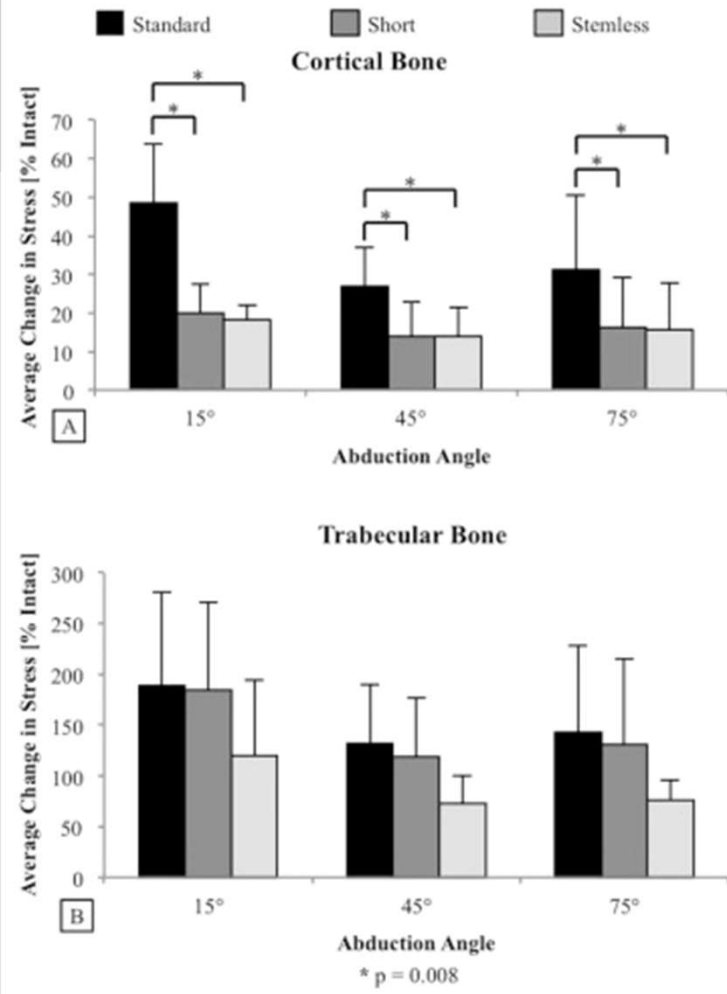 Standard Short Stemless
Cortical Bone
Average Change in Stress [% Intact]
70
60
50
40
30
20
10
0
15° 45° 75°
A
Abduction Angle
* *
* *
* *
Trabecular Bone
Average Change in Stress [% Intact]
300
250
200
150
100
50
0
15° 45° 75°
B
Abduction Angle
* p = 0.008